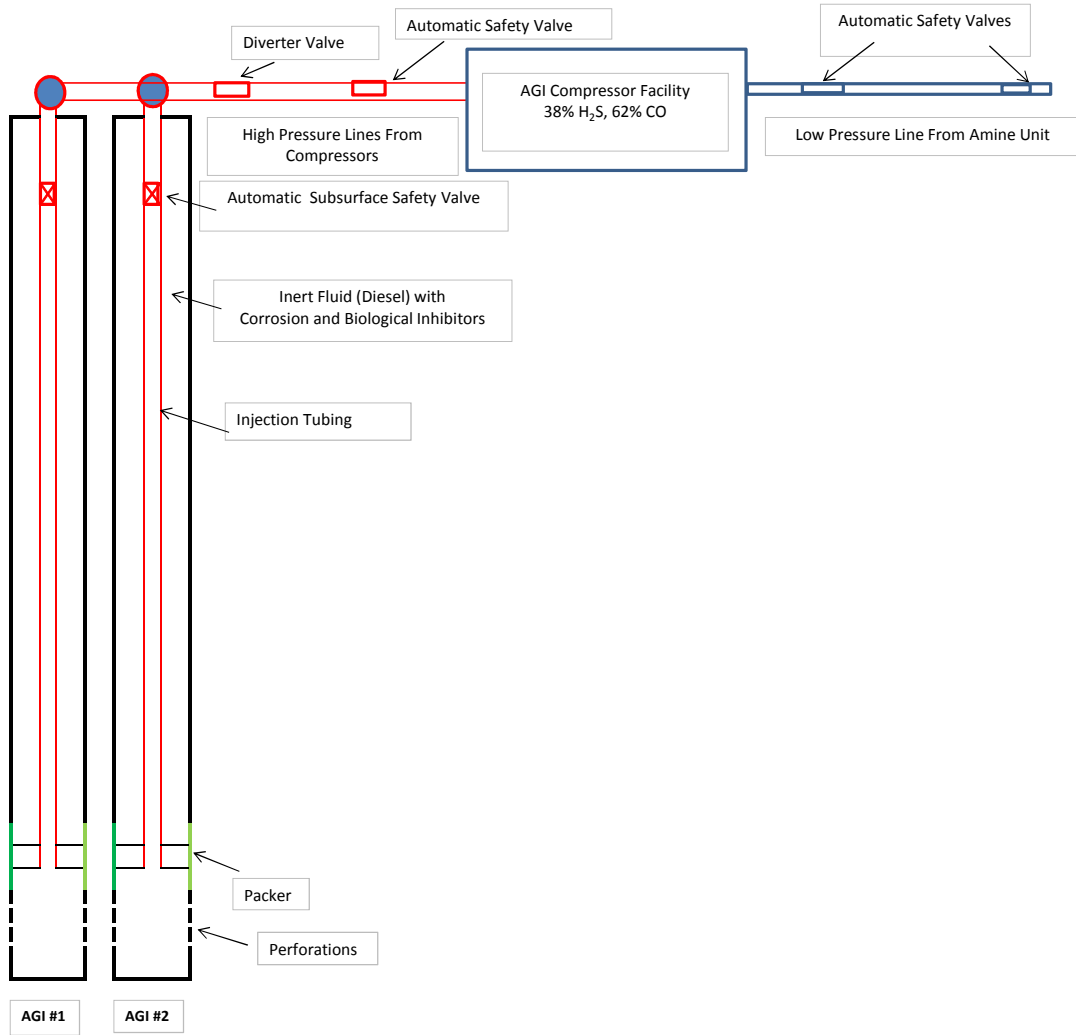 Automatic Safety Valve
Automatic Safety Valves
Diverter Valve
AGI Compressor Facility
38% H₂S, 62% CO
High Pressure Lines From
Compressors
Low Pressure Line From Amine Unit
Automatic  Subsurface Safety Valve
Inert Fluid (Diesel) with
Corrosion and Biological Inhibitors
Injection Tubing
Packer
Perforations
AGI #1
AGI #2